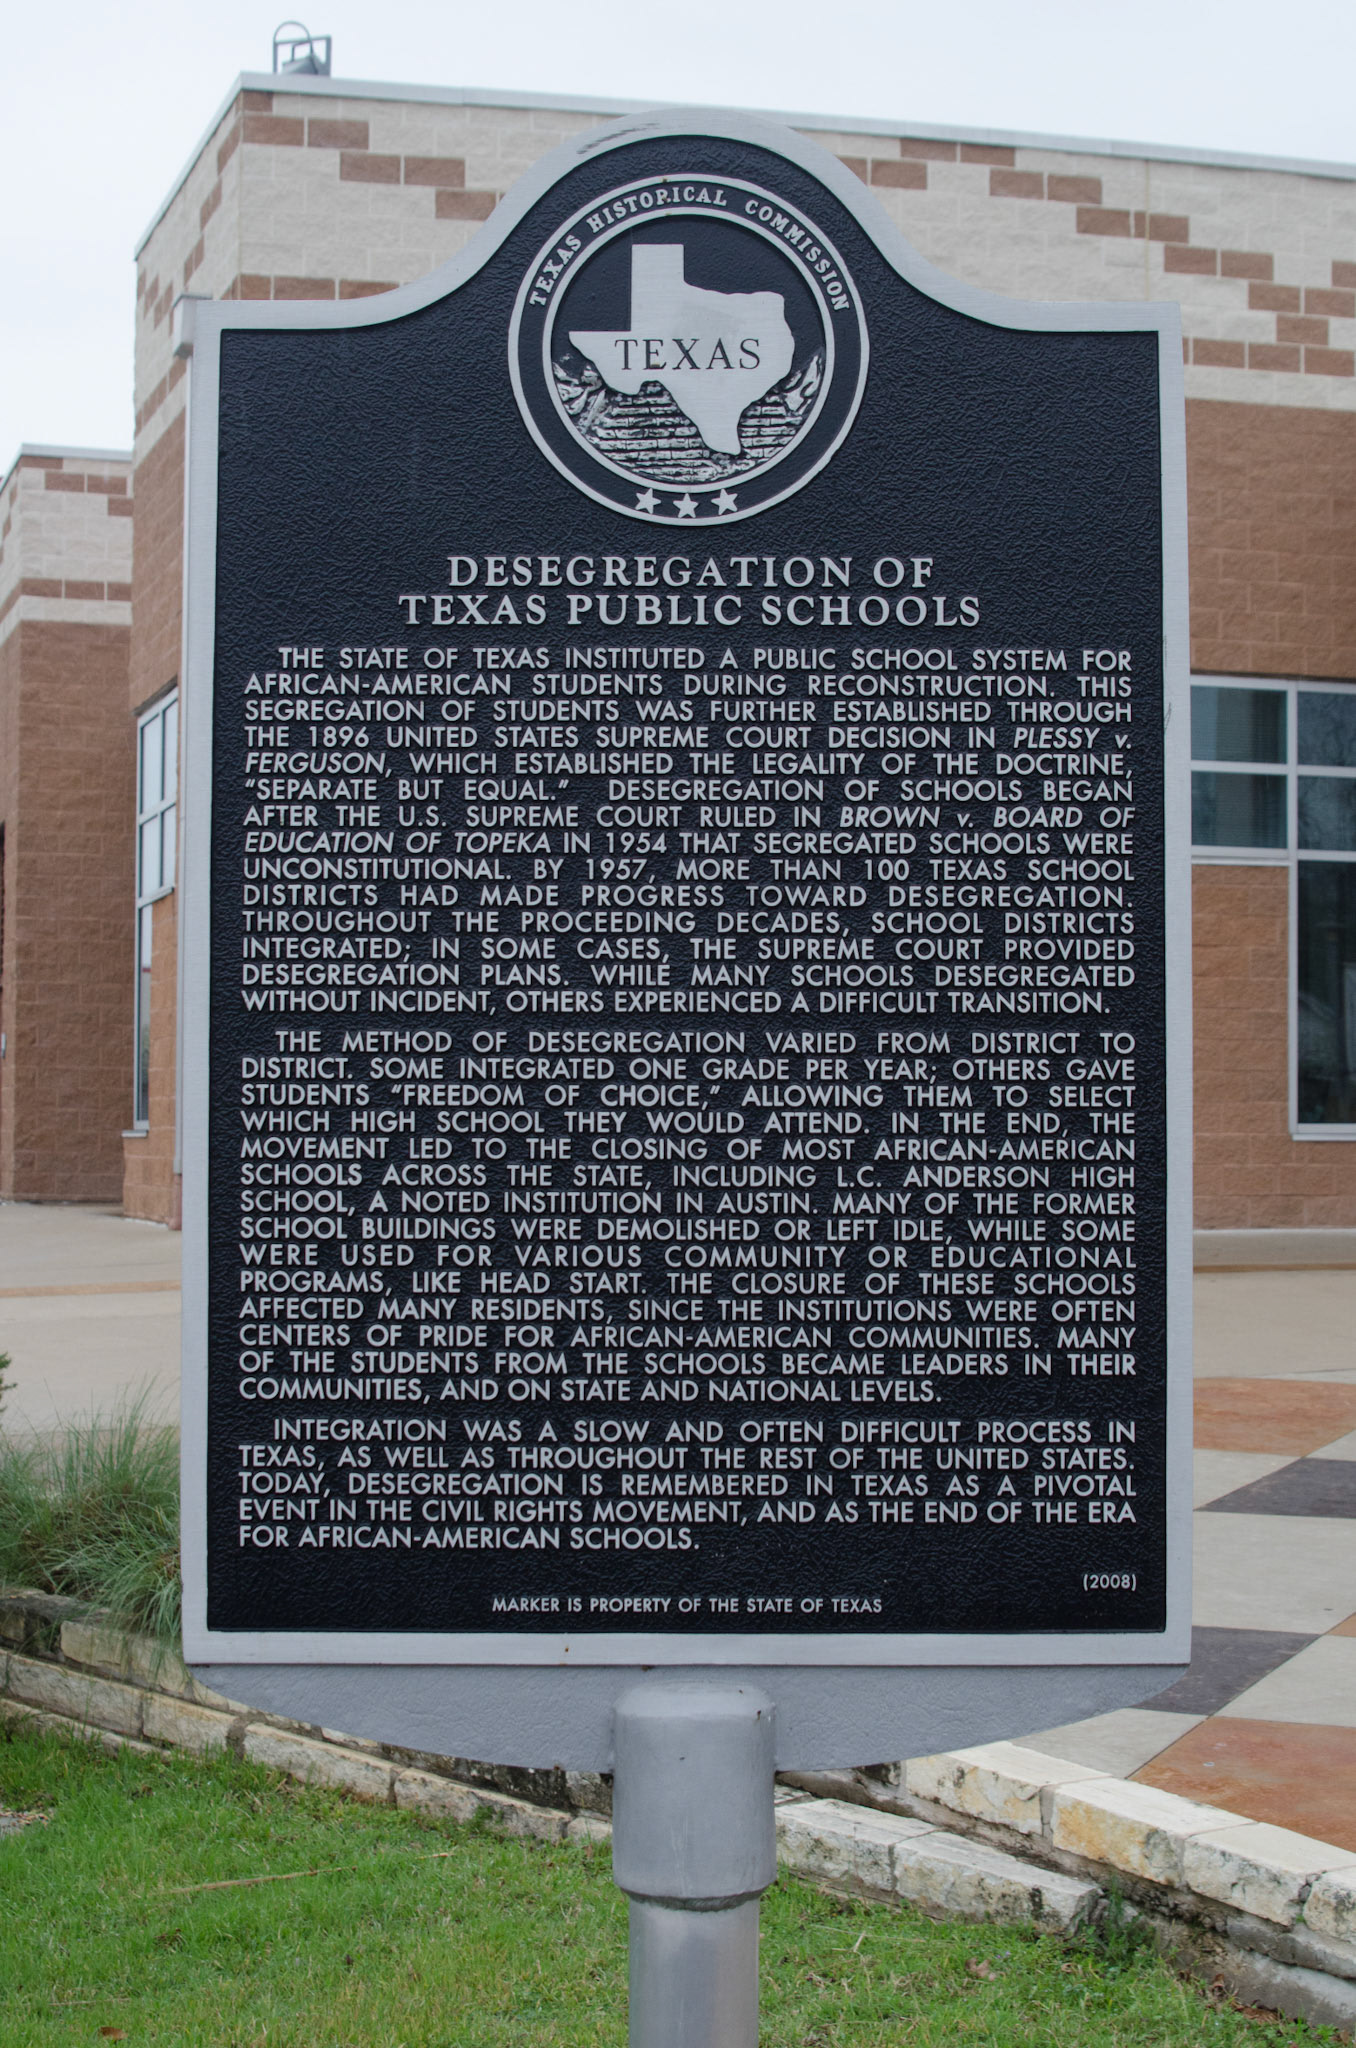 TEXAS HISTORICAL COMMISSION
TEXAS
DESEGREGATION OF
TEXAS PUBLIC SCHOOLS
THE STATE OF TEXAS INSTITUTED A PUBLIC SCHOOL SYSTEM FOR
AFRICAN-AMERICAN STUDENTS DURING RECONSTRUCTION. THIS
SEGREGATION OF STUDENTS WAS FURTHER ESTABLISHED THROUGH
THE 1896 UNITED STATES SUPREME COURT DECISION IN PLESSY v.
FERGUSON, WHICH ESTABLISHED THE LEGALITY OF THE DOCTRINE,
"SEPARATE BUT EQUAL." DESEGREGATION OF SCHOOLS BEGAN
AFTER THE U.S. SUPREME COURT RULED IN BROWN v. BOARD OF
EDUCATION OF TOPEKA IN 1954 THAT SEGREGATED SCHOOLS WERE
UNCONSTITUTIONAL. BY 1957, MORE THAN 100 TEXAS SCHOOL
DISTRICTS HAD MADE PROGRESS TOWARD DESEGREGATION.
THROUGHOUT THE PROCEEDING DECADES, SCHOOL DISTRICTS
INTEGRATED; IN SOME CASES, THE SUPREME COURT PROVIDED
DESEGREGATION PLANS. WHILE MANY SCHOOLS DESEGREGATED
WITHOUT INCIDENT, OTHERS EXPERIENCED A DIFFICULT TRANSITION.
THE METHOD OF DESEGREGATION VARIED FROM DISTRICT TO
DISTRICT. SOME INTEGRATED ONE GRADE PER YEAR; OTHERS GAVE
STUDENTS "FREEDOM OF CHOICE," ALLOWING THEM TO SELECT
WHICH HIGH SCHOOL THEY WOULD ATTEND. IN THE END, THE
MOVEMENT LED TO THE CLOSING OF MOST AFRICAN-AMERICAN
SCHOOLS ACROSS THE STATE, INCLUDING L.C. ANDERSON HIGH
SCHOOL, A NOTED INSTITUTION IN AUSTIN. MANY OF THE FORMER
SCHOOL BUILDINGS WERE DEMOLISHED OR LEFT IDLE, WHILE SOME
WERE USED FOR VARIOUS COMMUNITY OR EDUCATIONAL
PROGRAMS, LIKE HEAD START. THE CLOSURE OF THESE SCHOOLS
AFFECTED MANY RESIDENTS, SINCE THE INSTITUTIONS WERE OFTEN
CENTERS OF PRIDE FOR AFRICAN-AMERICAN COMMUNITIES. MANY
OF THE STUDENTS FROM THE SCHOOLS BECAME LEADERS IN THEIR
COMMUNITIES, AND ON STATE AND NATIONAL LEVELS.
INTEGRATION WAS A SLOW AND OFTEN DIFFICULT PROCESS IN
TEXAS, AS WELL AS THROUGHOUT THE REST OF THE UNITED STATES.
TODAY, DESEGREGATION IS REMEMBERED IN TEXAS AS A PIVOTAL
EVENT IN THE CIVIL RIGHTS MOVEMENT, AND AS THE END OF THE ERA
FOR AFRICAN-AMERICAN SCHOOLS.
(2008)
MARKER IS PROPERTY OF THE STATE OF TEXAS